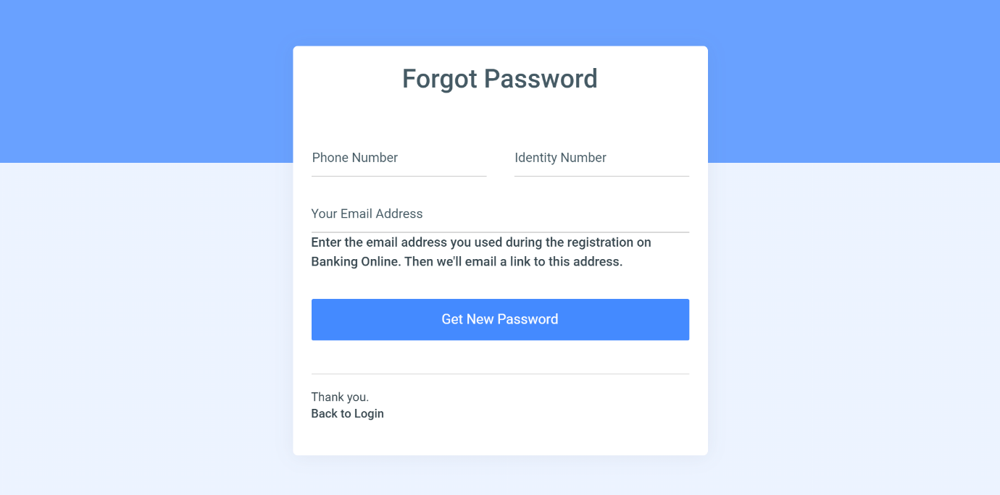 Forgot Password
Phone Number
Identity Number
Your Email Address
Enter the email address you used during the registration on
Banking Online. Then we'll email a link to this address.
Get New Password
Thank you.
Back to Login